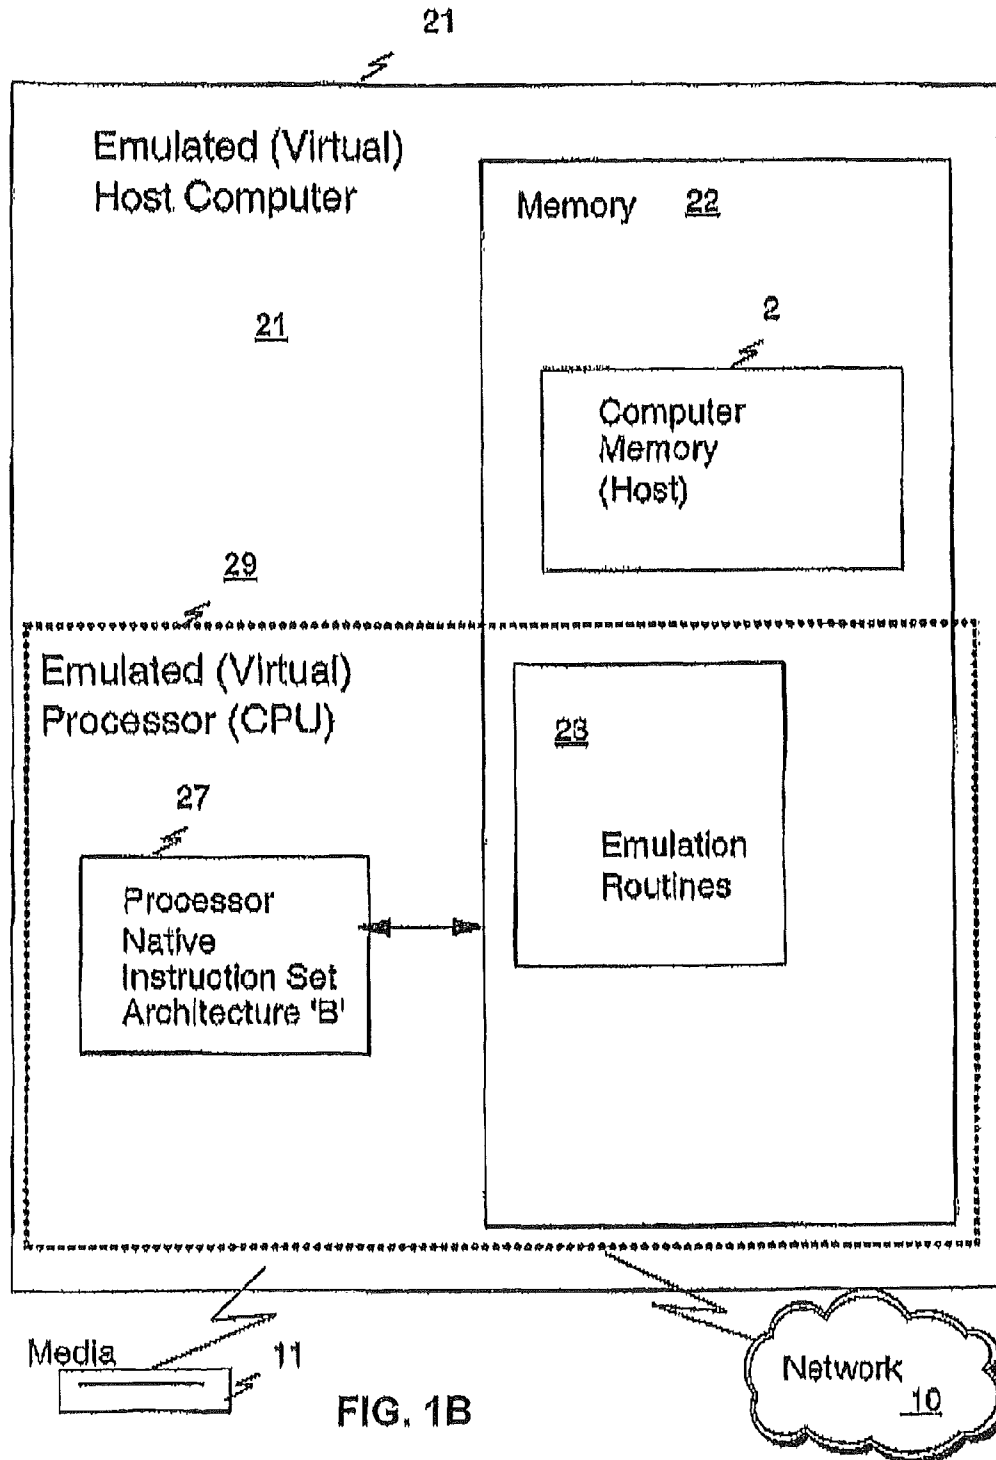 21
Emulated (Virtual)
Host Computer
21
Memory 22
2
Computer
Memory
(Host)
29
Emulated (Virtual)
Processor (CPU)
27
Processor
Native
Instruction Set
Architecture 'B'
23
Emulation
Routines
Media
11
Network
10
FIG. 1B